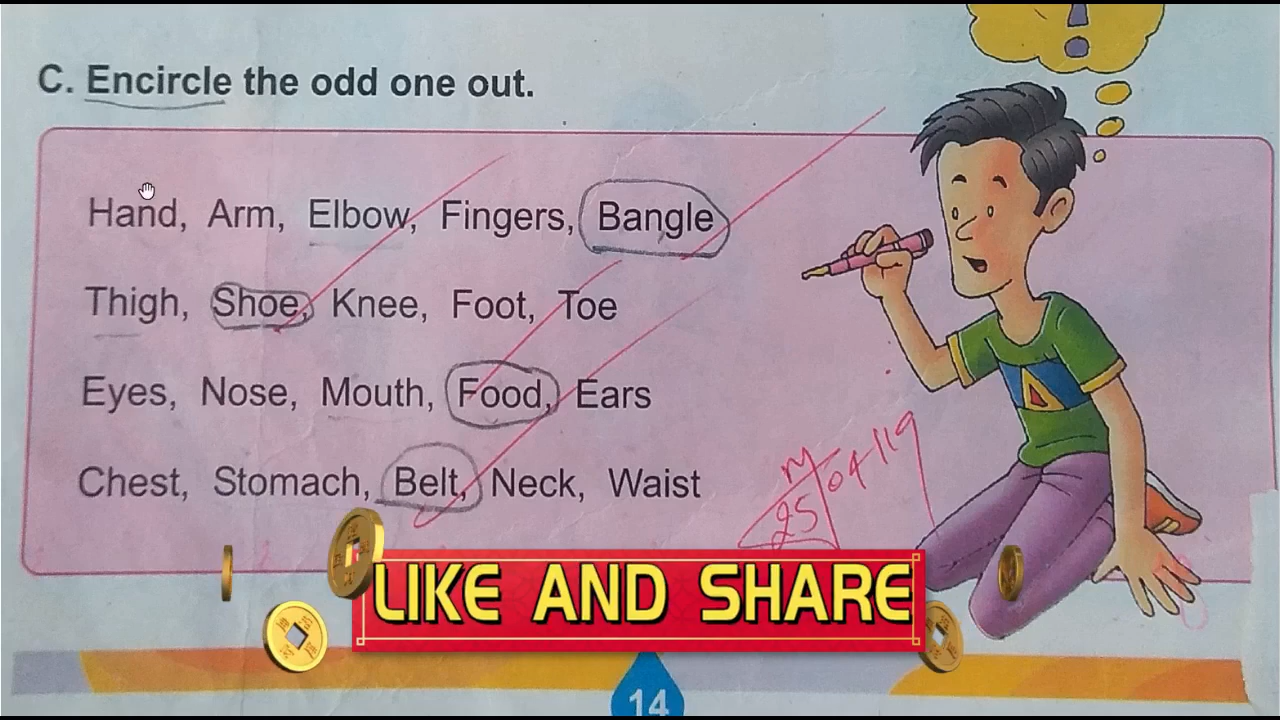 C. Encircle the odd one out.
Hand, Arm, Elbow, Fingers, Bangle
Thigh, Shoe, Knee, Foot, Toe
Eyes, Nose, Mouth, Food, Ears
Chest, Stomach, Belt, Neck, Waist
25/04/19
LIKE AND SHARE
14